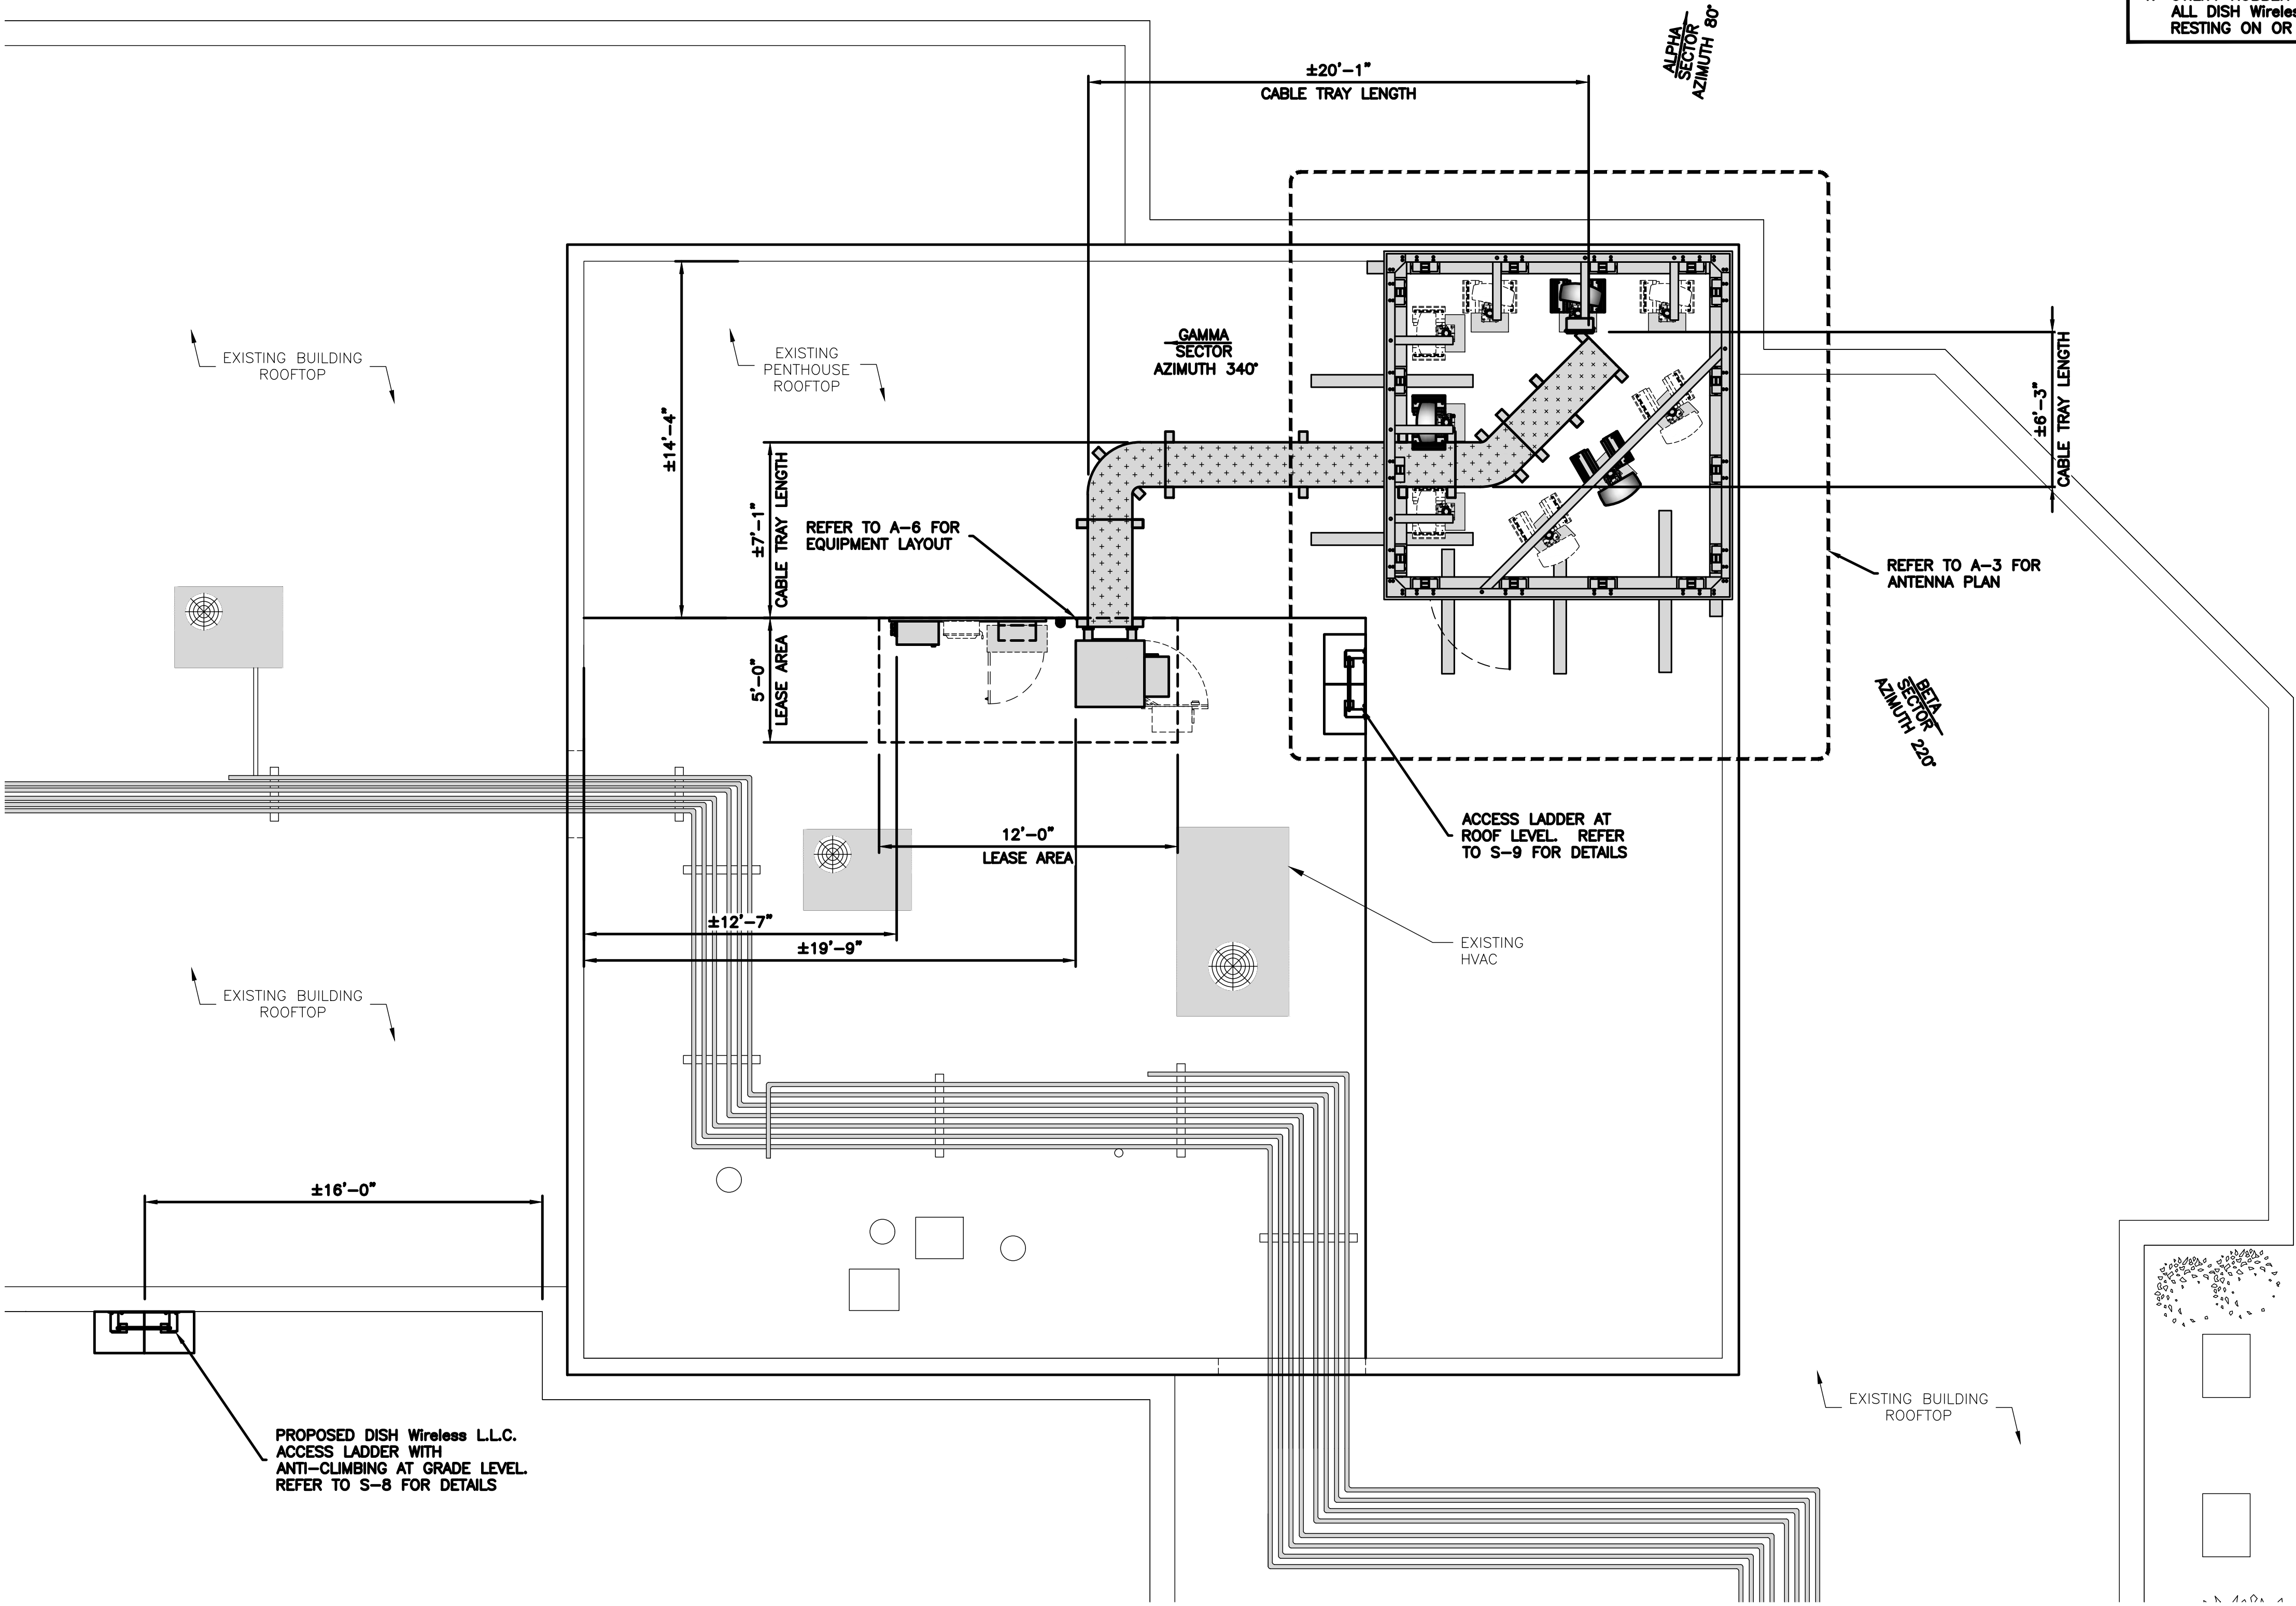 ALL DISH
RESTING ON OR
ALPHA
SECTOR
AZIMUTH 80°
±20'-1"
CABLE TRAY LENGTH
EXISTING BUILDING
ROOFTOP
EXISTING
PENTHOUSE
ROOFTOP
GAMMA
SECTOR
AZIMUTH 340°
±14'-4"
±7'-1"
CABLE TRAY LENGTH
±6'-3"
CABLE TRAY LENGTH
REFER TO A-6 FOR
EQUIPMENT LAYOUT
REFER TO A-3 FOR
ANTENNA PLAN
5'-0"
LEASE AREA
BETA
SECTOR
AZIMUTH 220°
12'-0"
LEASE AREA
ACCESS LADDER AT
ROOF LEVEL. REFER
TO S-9 FOR DETAILS
±12'-7"
±19'-9"
EXISTING
HVAC
EXISTING BUILDING
ROOFTOP
±16'-0"
EXISTING BUILDING
ROOFTOP
PROPOSED DISH Wireless L.L.C.
ACCESS LADDER WITH
ANTI-CLIMBING AT GRADE LEVEL.
REFER TO S-8 FOR DETAILS